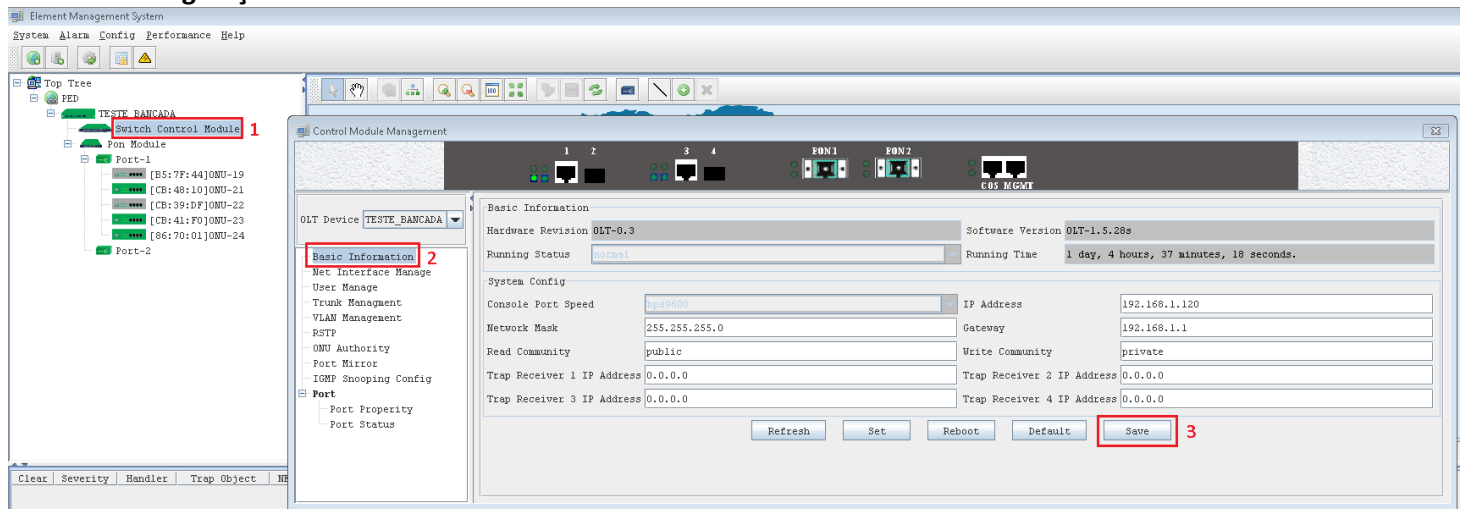 Element Management System
System Alarm Config Performance Help
Top Tree
PED
TESTE BANCADA
Switch Control Module 1
Pon Module
Port-1
[B5:7F:44]ONU-19
[CB:48:10]ONU-21
[CB:39:DF]ONU-22
[CB:41:F0]ONU-23
[86:70:01]ONU-24
Port-2
100
Control Module Management
1 2 3 4 PON1 PON2
COS MGMT
OLT Device TESTE_BANCADA
Basic Information 2
Net Interface Manage
User Manage
Trunk Managment
VLAN Management
RSTP
ONU Authority
Port Mirror
IGMP Snooping Config
Port
Port Properity
Port Status
Basic Information
Hardware Revision OLT-0.3 Software Version OLT-1.5.28s
Running Status normal Running Time 1 day, 4 hours, 37 minutes, 18 seconds.
System Config
Console Port Speed bps9600 IP Address 192.168.1.120
Network Mask 255.255.255.0 Gateway 192.168.1.1
Read Community public Write Community private
Trap Receiver 1 IP Address 0.0.0.0 Trap Receiver 2 IP Address 0.0.0.0
Trap Receiver 3 IP Address 0.0.0.0 Trap Receiver 4 IP Address 0.0.0.0
Refresh Set Reboot Default Save 3
Clear Severity Handler Trap Object